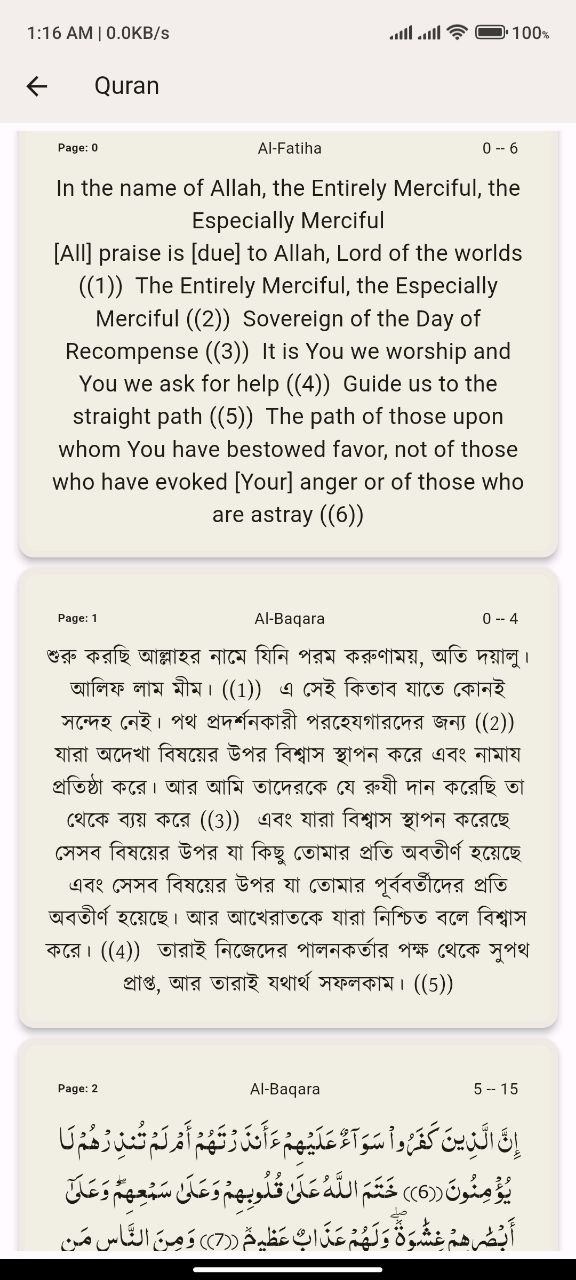 1:16 AM | 0.0KB/s 100%
Quran
Page: 0 Al-Fatiha 0 -- 6
In the name of Allah, the Entirely Merciful, the
Especially Merciful
[All] praise is [due] to Allah, Lord of the worlds
((1)) The Entirely Merciful, the Especially
Merciful ((2)) Sovereign of the Day of
Recompense ((3)) It is You we worship and
You we ask for help ((4)) Guide us to the
straight path ((5)) The path of those upon
whom You have bestowed favor, not of those
who have evoked [Your] anger or of those who
are astray ((6))
Page: 1 Al-Baqara 0 -- 4
শুরু করছি আল্লাহর নামে যিনি পরম করুণাময়, অতি দয়ালু।
আলিফ লাম মীম। ((1)) এ সেই কিতাব যাতে কোনই
সন্দেহ নেই। পথ প্রদর্শনকারী পরহেযগারদের জন্য ((2))
যারা অদেখা বিষয়ের উপর বিশ্বাস স্থাপন করে এবং নামায
প্রতিষ্ঠা করে। আর আমি তাদেরকে যে রুযী দান করেছি তা
থেকে ব্যয় করে ((3)) এবং যারা বিশ্বাস স্থাপন করেছে
সেসব বিষয়ের উপর যা কিছু তোমার প্রতি অবতীর্ণ হয়েছে
এবং সেসব বিষয়ের উপর যা তোমার পূর্ববর্তীদের প্রতি
অবতীর্ণ হয়েছে। আর আখেরাতকে যারা নিশ্চিত বলে বিশ্বাস
করে। ((4)) তারাই নিজেদের পালনকর্তার পক্ষ থেকে সুপথ
প্রাপ্ত, আর তারাই যথার্থ সফলকাম। ((5))
Page: 2 Al-Baqara 5 -- 15
إِنَّ الَّذِينَ كَفَرُوا۟ سَوَآءٌ عَلَيْهِمْ ءَأَنذَرْتَهُمْ أَمْ لَمْ تُنذِرْهُمْ لَا
يُؤْمِنُونَ ((6)) خَتَمَ اللَّهُ عَلَىٰ قُلُوبِهِمْ وَعَلَىٰ سَمْعِهِمْ ۖ وَعَلَىٰٓ
أَبْصَٰرِهِمْ غِشَٰوَةٌ ۖ وَلَهُمْ عَذَابٌ عَظِيمٌ ((7)) وَمِنَ النَّاسِ مَن